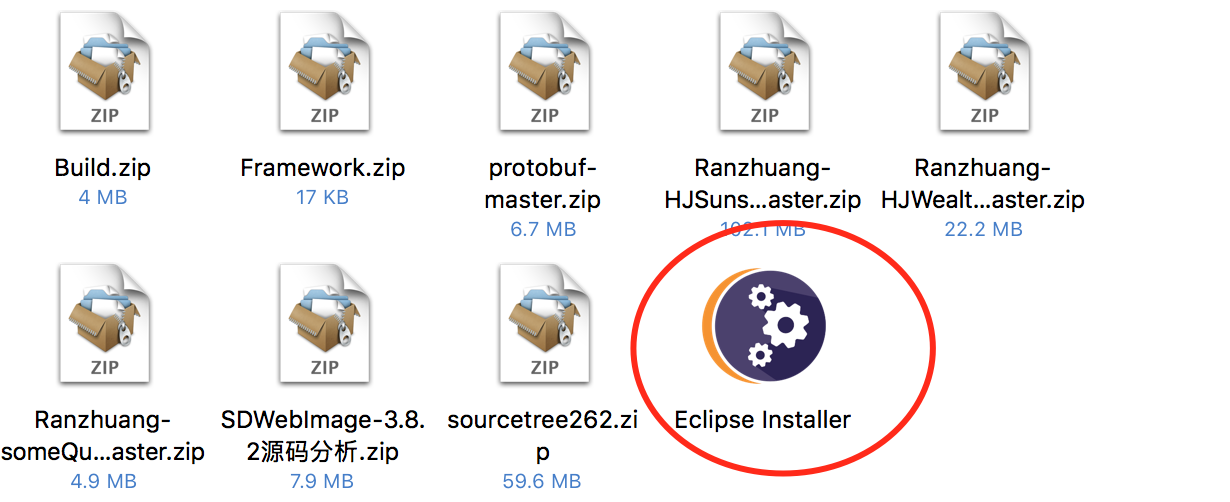 ZIP ZIP ZIP ZIP ZIP
Build.zip Framework.zip protobuf- Ranzhuang- Ranzhuang-
4 MB 17 KB master.zip HJSuns...aster.zip HJWealt...aster.zip
6.7 MB 192.1 MB 22.2 MB
ZIP ZIP ZIP
Ranzhuang- SDWebImage-3.8. sourcetree262.zi Eclipse Installer
someQu...aster.zip 2源码分析.zip p
4.9 MB 7.9 MB 59.6 MB